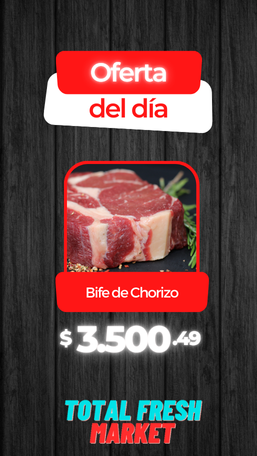 Oferta
del día
Bife de Chorizo
$ 3.500.49
TOTAL FRESH
MARKET